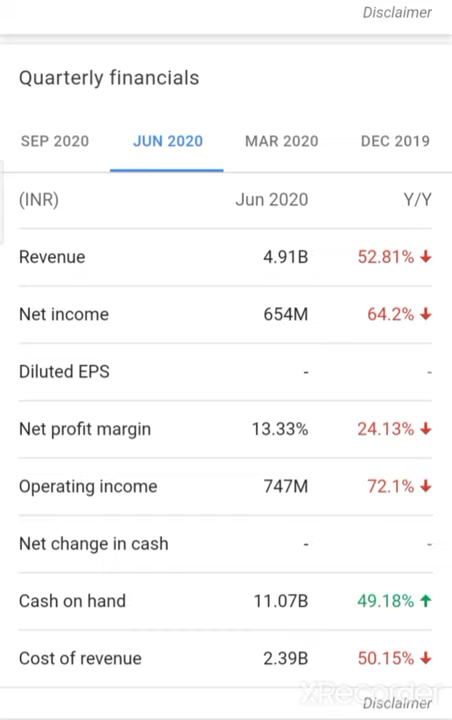 Disclaimer
Quarterly financials
SEP 2020 JUN 2020 MAR 2020 DEC 2019
(INR) Jun 2020 Y/Y
Revenue 4.91B 52.81% ↓
Net income 654M 64.2% ↓
Diluted EPS - -
Net profit margin 13.33% 24.13% ↓
Operating income 747M 72.1% ↓
Net change in cash - -
Cash on hand 11.07B 49.18% ↑
Cost of revenue 2.39B 50.15% ↓
XRecorder
Disclaimer